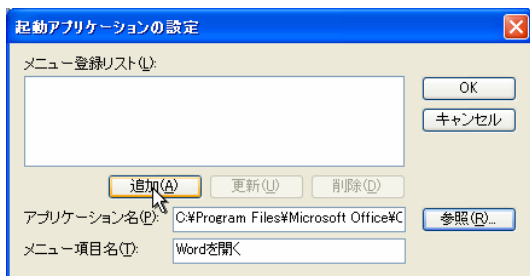 起動アプリケーションの設定
メニュー登録リスト(L):
OK
キャンセル
追加(A) 更新(U) 削除(D)
アプリケーション名(P): C:¥Program Files¥Microsoft Office¥O 参照(R)...
メニュー項目名(T): Wordを開く